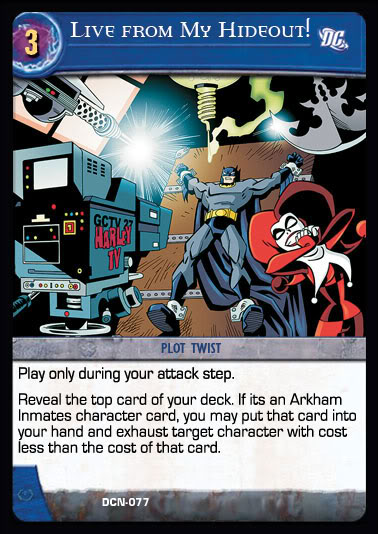 3
LIVE FROM MY HIDEOUT!
DC
GCTV 27
HARLEY
TV
PLOT TWIST
Play only during your attack step.
Reveal the top card of your deck. If its an Arkham
Inmates character card, you may put that card into
your hand and exhaust target character with cost
less than the cost of that card.
DCN-077